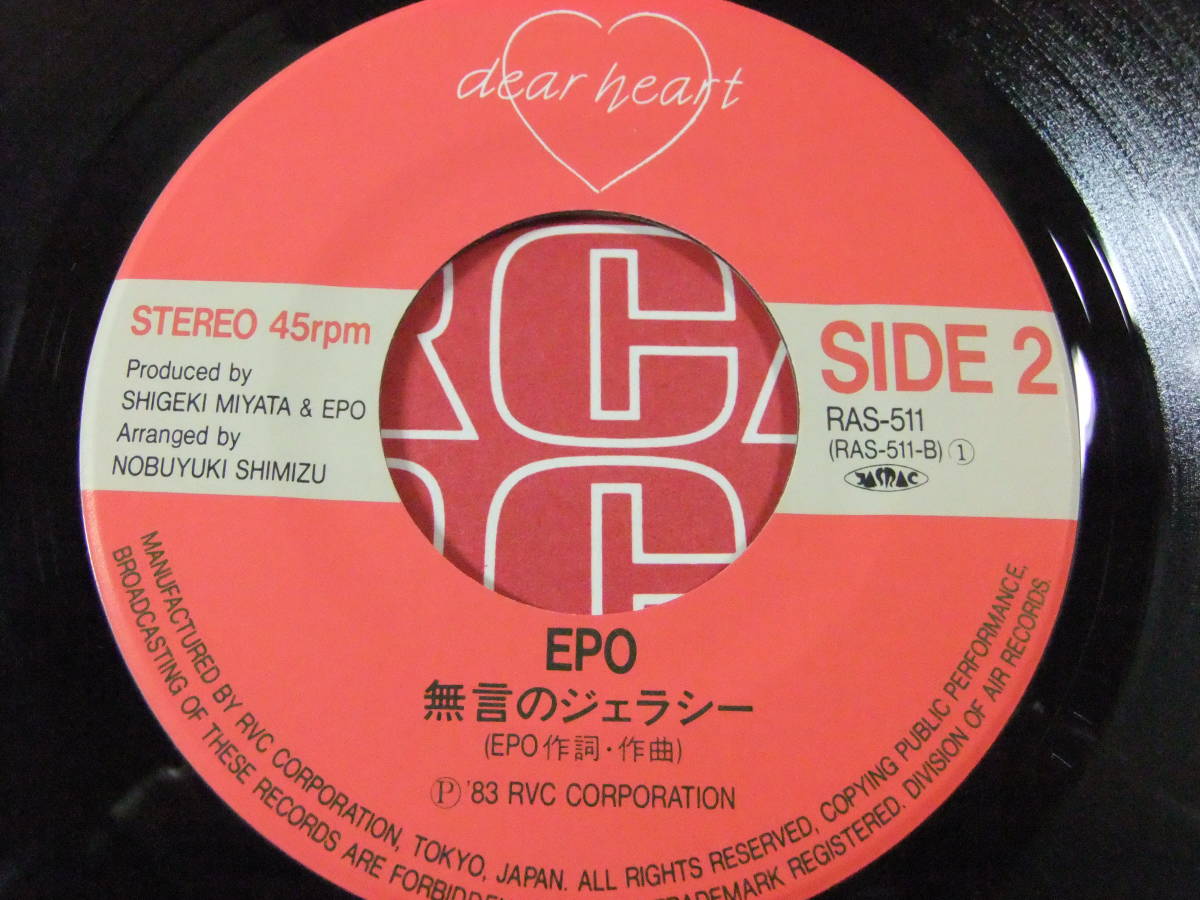 dear heart
STEREO 45rpm
Produced by
SHIGEKI MIYATA & EPO
Arranged by
NOBUYUKI SHIMIZU
SIDE 2
RAS-511
(RAS-511-B) ①
JASRAC
RCA
EPO
無言のジェラシー
(EPO作詞・作曲)
Ⓟ '83 RVC CORPORATION
MANUFACTURED BY RVC CORPORATION, TOKYO, JAPAN. ALL RIGHTS RESERVED, COPYING PUBLIC PERFORMANCE,
BROADCASTING OF THESE RECORDS ARE FORBIDDEN TRADEMARK REGISTERED. DIVISION OF AIR RECORDS.